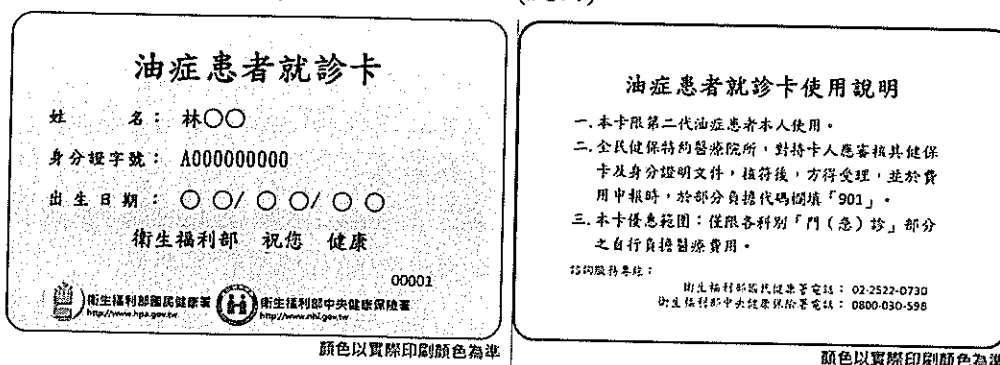 油症患者就診卡
姓 名： 林○○
身分證字號： A000000000
出生日期： ○ ○/ ○ ○/ ○ ○
衛生福利部 祝您 健康
00001
衛生福利部國民健康署
http://www.hpa.gov.tw
衛生福利部中央健康保險署
http://www.nhi.gov.tw
顏色以實際印刷顏色為準
油症患者就診卡使用說明
一、本卡限第二代油症患者本人使用。
二、全民健保特約醫療院所，對持卡人應審核其健保
卡及身分證明文件，核符後，方得受理，並於費
用申報時，於部分負擔代碼欄填「901」。
三、本卡優惠範圍：僅限各科別「門（急）診」部分
之自行負擔醫療費用。
諮詢服務專線：
衛生福利部國民健康署電話： 02-2522-0730
衛生福利部中央健康保險署電話： 0800-030-598
顏色以實際印刷顏色為準